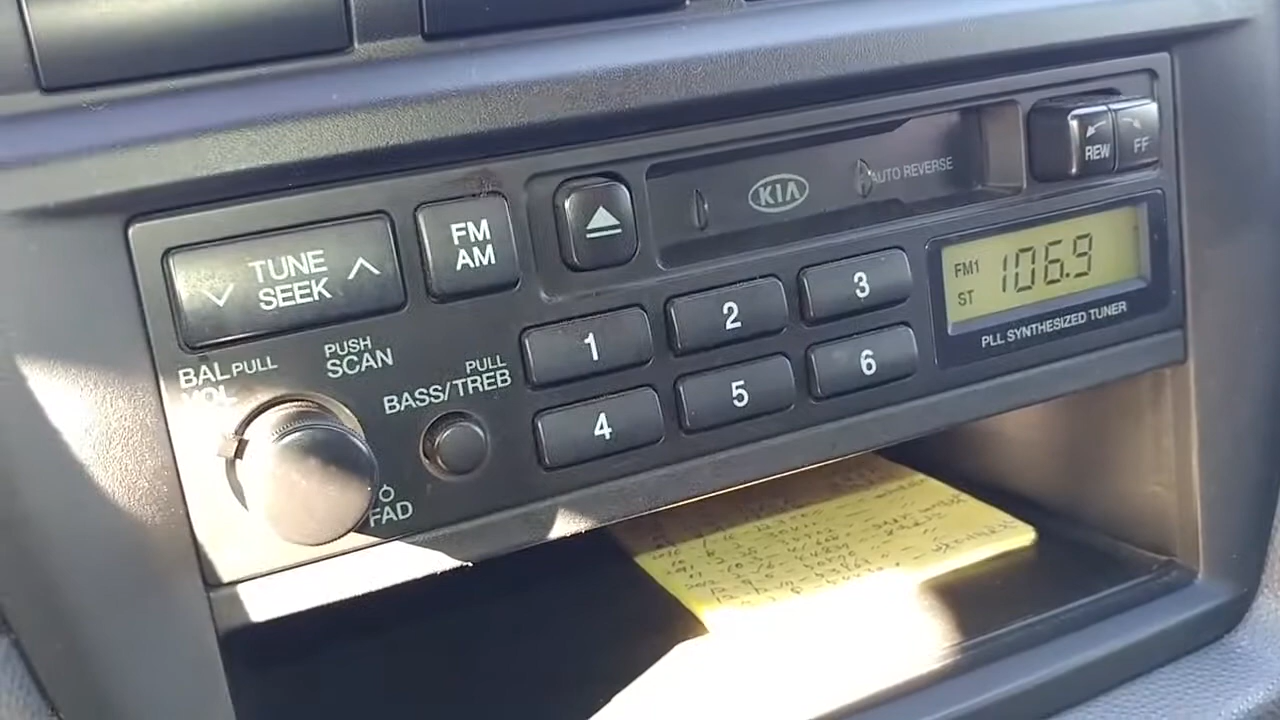 TUNE
SEEK
FM
AM
KIA
AUTO REVERSE
REW
FF
BAL PULL
VOL
PUSH
SCAN
PULL
BASS/TREB
FAD
1
2
3
4
5
6
FM1
106.9
ST
PLL SYNTHESIZED TUNER